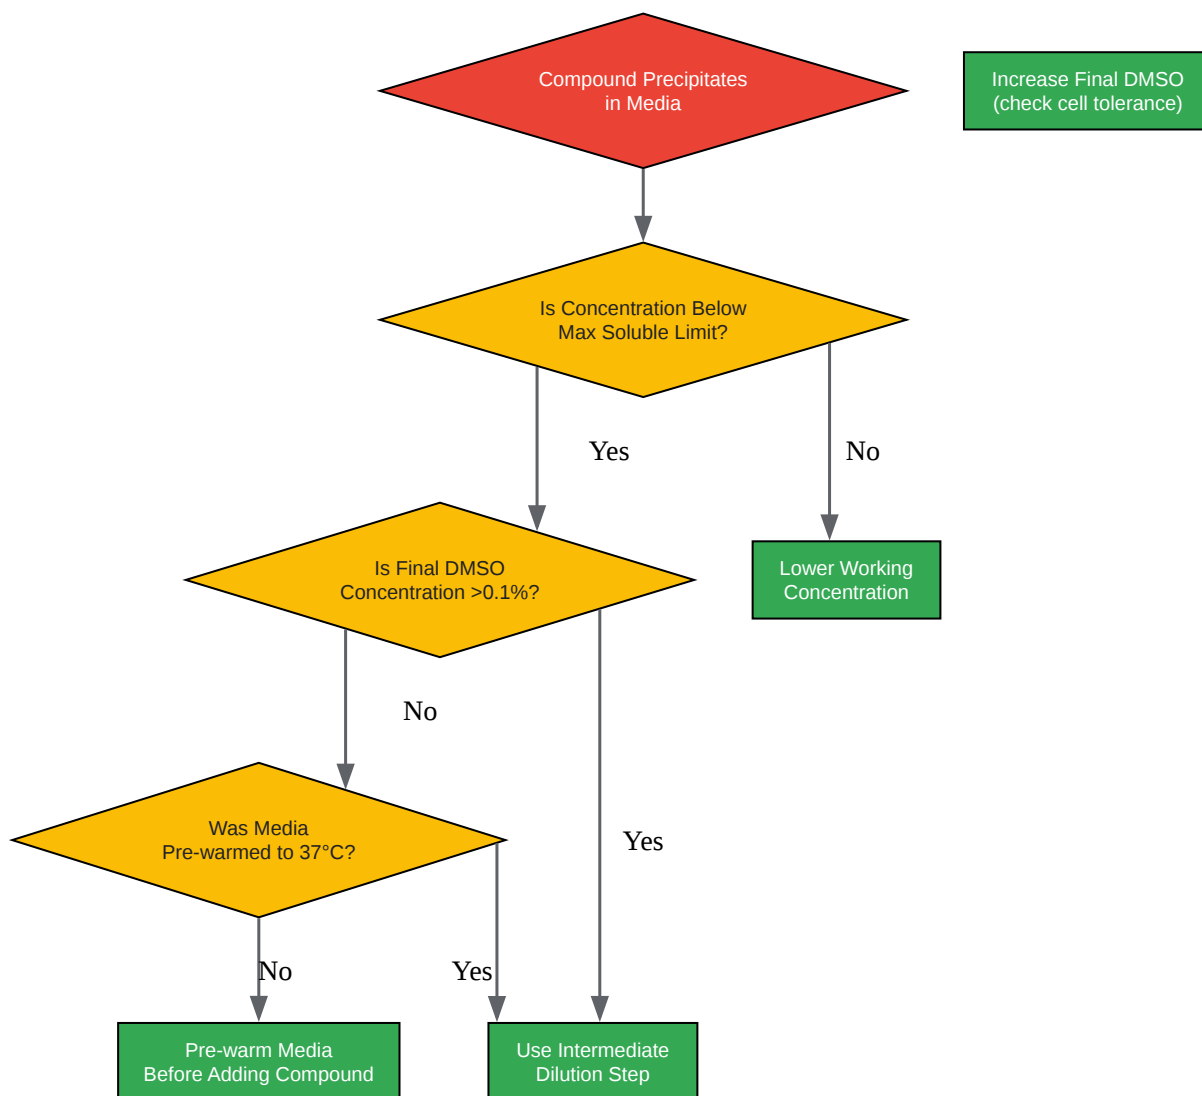 Compound Precipitates
in Media
Increase Final DMSO
(check cell tolerance)
Is Concentration Below
Max Soluble Limit?
Yes
No
Is Final DMSO
Concentration >0.1%?
Lower Working
Concentration
No
Was Media
Pre-warmed to 37°C?
Yes
No
Yes
Pre-warm Media
Before Adding Compound
Use Intermediate
Dilution Step